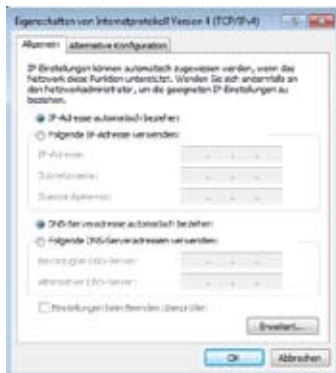 Eigenschaften von Internetprotokoll Version 4 (TCP/IPv4)
Allgemein
Alternative Konfiguration
IP-Einstellungen können automatisch zugewiesen werden, wenn das
Netzwerk diese Funktion unterstützt. Wenden Sie sich andernfalls an
den Netzwerkadministrator, um die geeigneten IP-Einstellungen zu
beziehen.
IP-Adresse automatisch beziehen
Folgende IP-Adresse verwenden:
IP-Adresse:
Subnetzmaske:
Standardgateway:
DNS-Serveradresse automatisch beziehen
Folgende DNS-Serveradressen verwenden:
Bevorzugter DNS-Server:
Alternativer DNS-Server:
Einstellungen beim Beenden überprüfen
Erweitert...
OK
Abbrechen